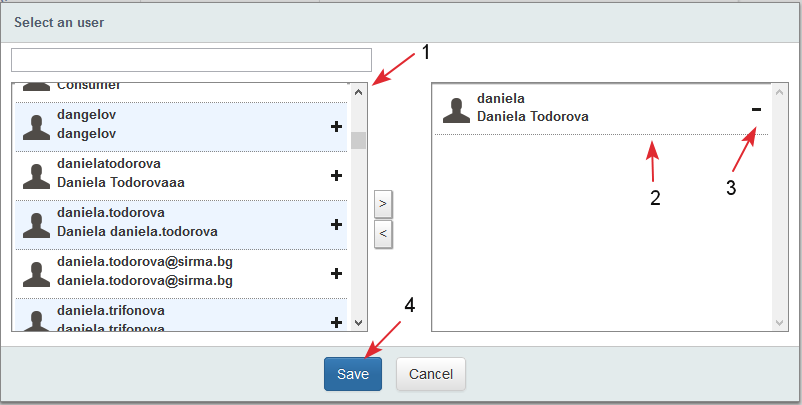 Select an user
1
Consumer
dangelov
dangelov
danielatodorova
Daniela Todorovaaa
daniela.todorova
Daniela daniela.todorova
daniela.todorova@sirma.bg
daniela.todorova@sirma.bg
daniela.trifonova
daniela.trifonova
>
<
daniela
Daniela Todorova
2
3
4
Save
Cancel